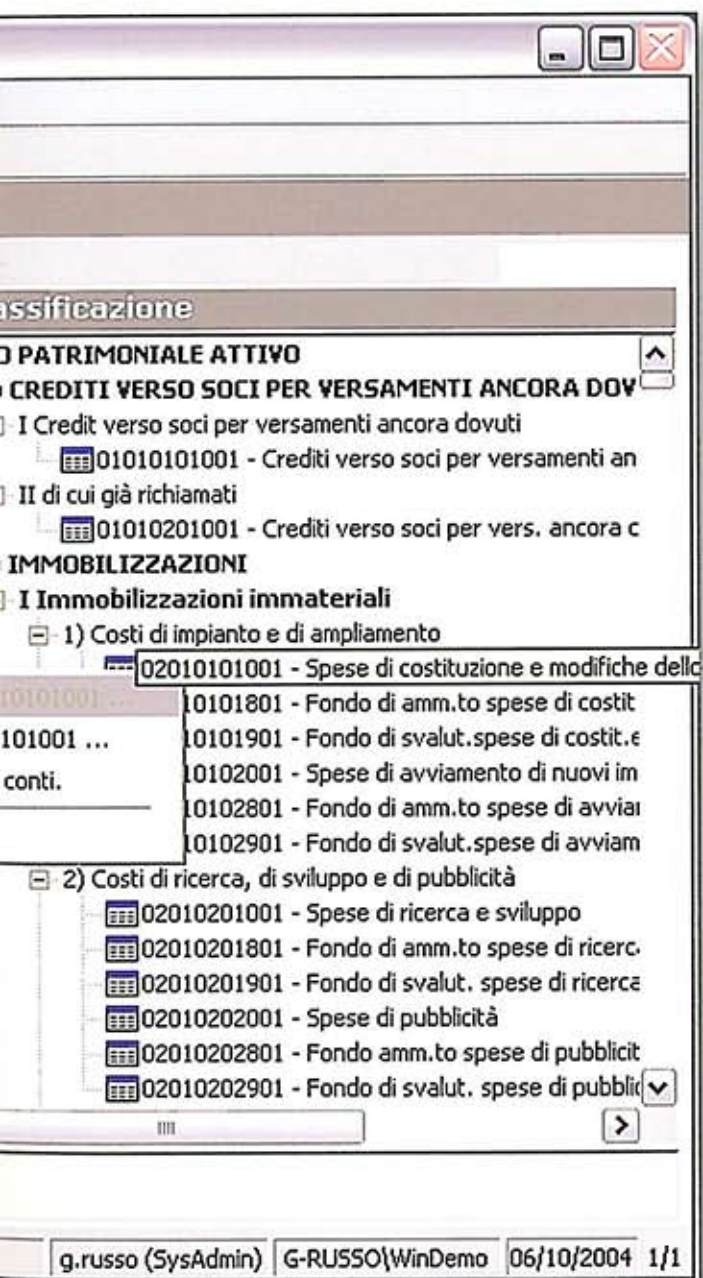 assificazione
O PATRIMONIALE ATTIVO
CREDITI VERSO SOCI PER VERSAMENTI ANCORA DOV
I Credit verso soci per versamenti ancora dovuti
01010101001 - Crediti verso soci per versamenti an
II di cui già richiamati
01010201001 - Crediti verso soci per vers. ancora c
IMMOBILIZZAZIONI
I Immobilizzazioni immateriali
1) Costi di impianto e di ampliamento
02010101001 - Spese di costituzione e modifiche dello
10101001 ...
10101801 - Fondo di amm.to spese di costit
101001 ...
10101901 - Fondo di svalut.spese di costit.e
conti.
10102001 - Spese di avviamento di nuovi im
10102801 - Fondo di amm.to spese di avviar
10102901 - Fondo di svalut.spese di avviam
2) Costi di ricerca, di sviluppo e di pubblicità
02010201001 - Spese di ricerca e sviluppo
02010201801 - Fondo di amm.to spese di ricerc
02010201901 - Fondo di svalut. spese di ricerca
02010202001 - Spese di pubblicità
02010202801 - Fondo amm.to spese di pubblicit
02010202901 - Fondo di svalut. spese di pubblic
g.russo (SysAdmin) G-RUSSO\WinDemo 06/10/2004 1/1